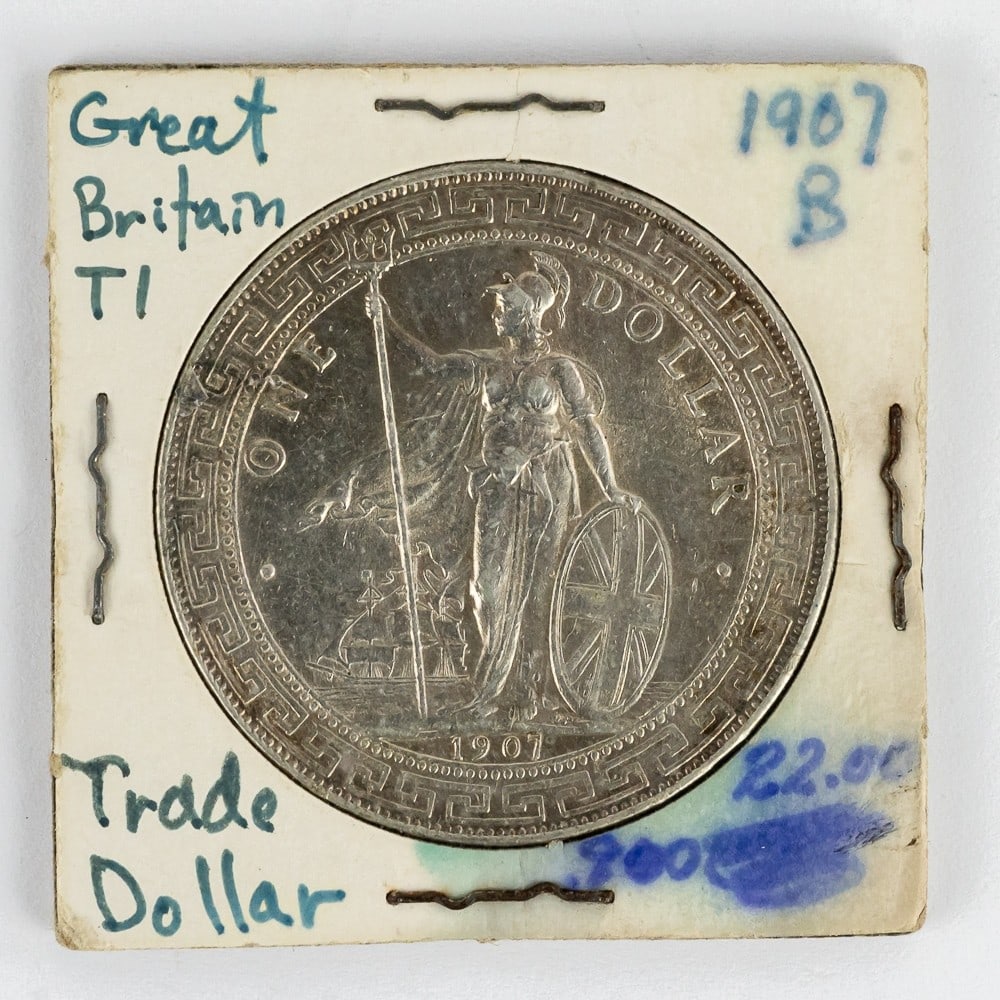 Great
Britain
T1
1907
B
ONE DOLLAR
1907
Trade
Dollar
22.00
.900